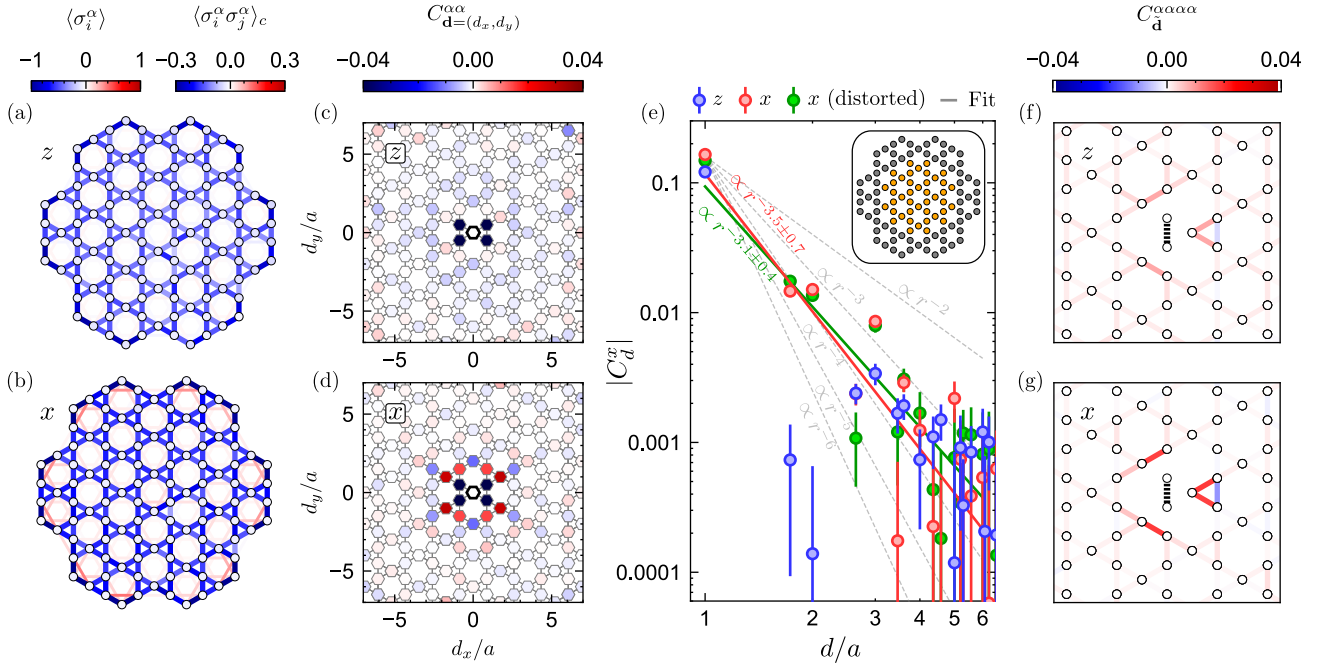 ⟨σ_i^α⟩
⟨σ_i^α σ_j^α⟩_c
C^{αα}_{d=(d_x,d_y)}
C^{αααα}_{d̃}
−1 0 1
−0.3 0 0.3
−0.04 0.00 0.04
−0.04 0.00 0.04
(a)
z
(b)
x
(c)
z
5
0
−5
d_y/a
−5 0 5
(d)
x
5
0
−5
d_y/a
−5 0 5
d_x/a
(e)
z x x (distorted) Fit
0.1
0.01
0.001
0.0001
|C_d^x|
∝ r^{−3.5±0.7}
∝ r^{−3.1±0.4}
∝ r^{−2}
∝ r^{−3}
∝ r^{−4}
∝ r^{−5}
∝ r^{−6}
1 2 3 4 5 6
d/a
(f)
z
(g)
x